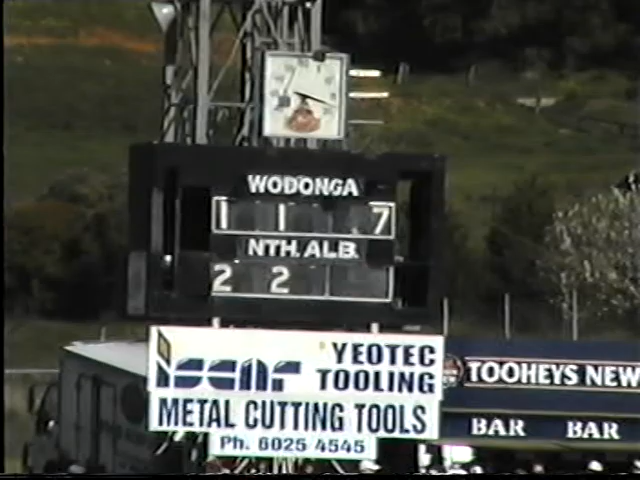 WODONGA
1 1 7
NTH. ALB.
2 2
iscar YEOTEC
TOOLING
METAL CUTTING TOOLS
Ph. 6025 4545
TOOHEYS NEW
BAR BAR